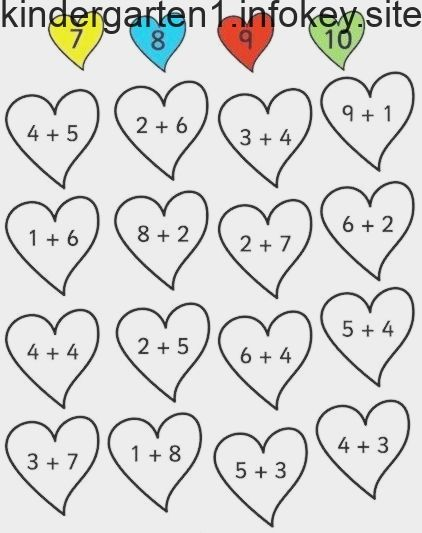 kindergarten1.infokey.site
7 8 9 10
4 + 5 2 + 6 3 + 4 9 + 1
1 + 6 8 + 2 2 + 7 6 + 2
4 + 4 2 + 5 6 + 4 5 + 4
3 + 7 1 + 8 5 + 3 4 + 3